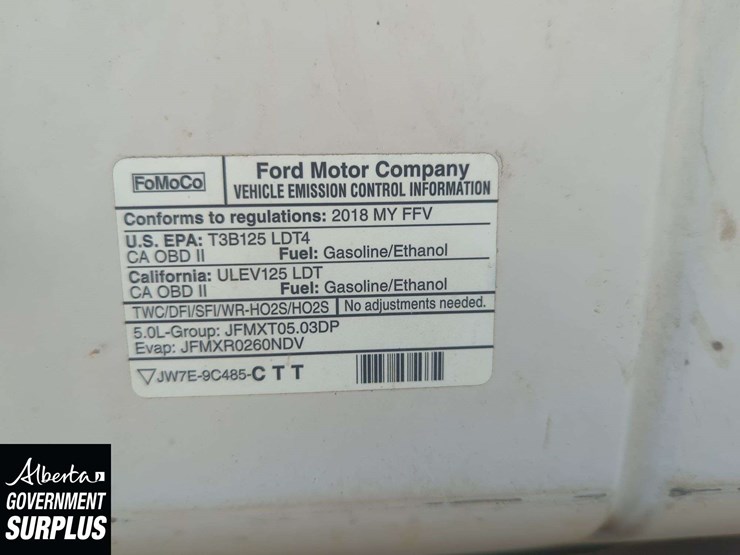 FoMoCo
Ford Motor Company
VEHICLE EMISSION CONTROL INFORMATION
Conforms to regulations: 2018 MY FFV
U.S. EPA: T3B125 LDT4
CA OBD II Fuel: Gasoline/Ethanol
California: ULEV125 LDT
CA OBD II Fuel: Gasoline/Ethanol
TWC/DFI/SFI/WR-HO2S/HO2S No adjustments needed.
5.0L-Group: JFMXT05.03DP
Evap: JFMXR0260NDV
JW7E-9C485-CTT
Alberta
GOVERNMENT
SURPLUS